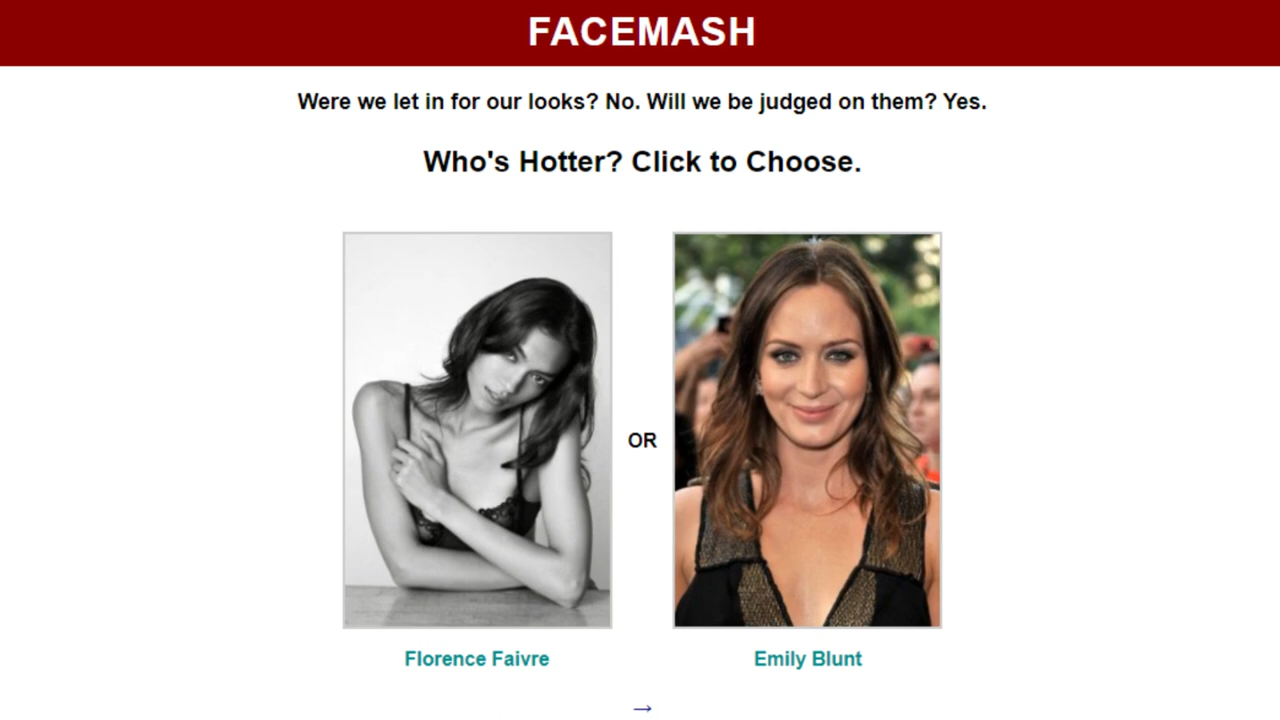 FACEMASH
Were we let in for our looks? No. Will we be judged on them? Yes.
Who's Hotter? Click to Choose.
OR
Florence Faivre
Emily Blunt
→